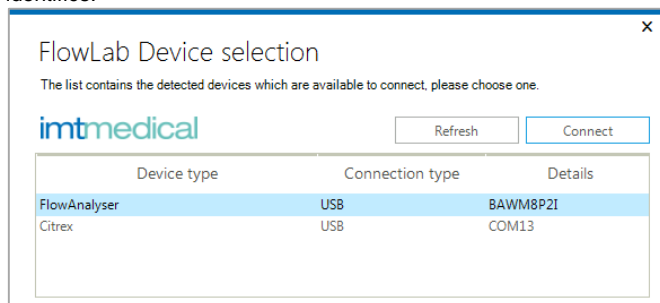 ×
FlowLab Device selection
The list contains the detected devices which are available to connect, please choose one.
imtmedical Refresh Connect
Device type Connection type Details
FlowAnalyser USB BAWM8P2I
Citrex USB COM13